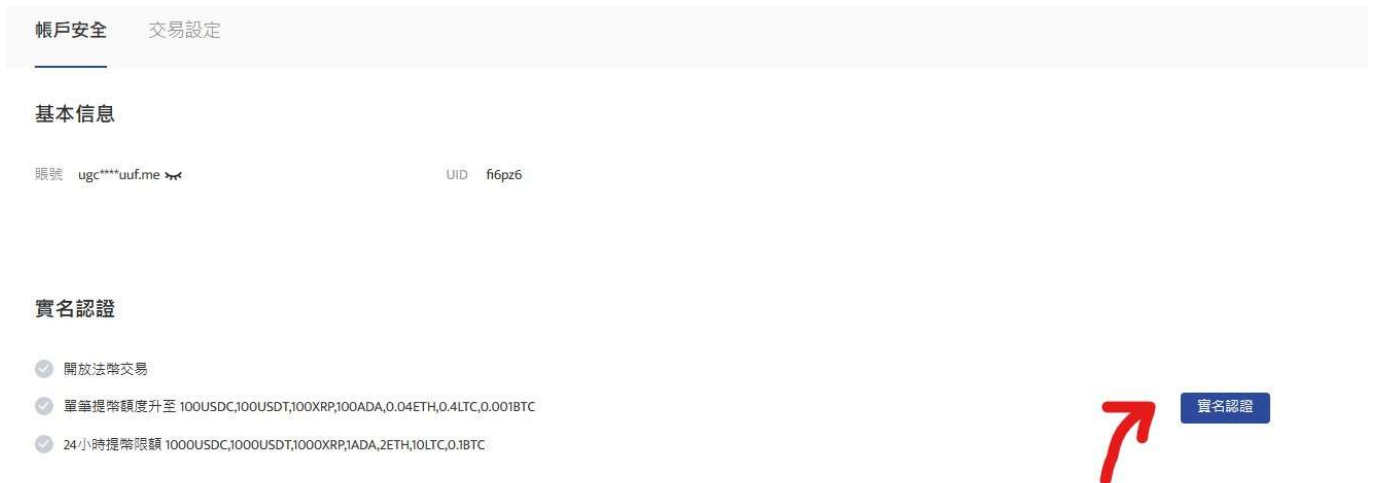 帳戶安全 交易設定
基本信息
賬號 ugc****uuf.me UID fi6pz6
實名認證
開放法幣交易
單筆提幣額度升至 100USDC,100USDT,100XRP,100ADA,0.04ETH,0.4LTC,0.001BTC
實名認證
24小時提幣限額 1000USDC,1000USDT,1000XRP,1ADA,2ETH,10LTC,0.1BTC